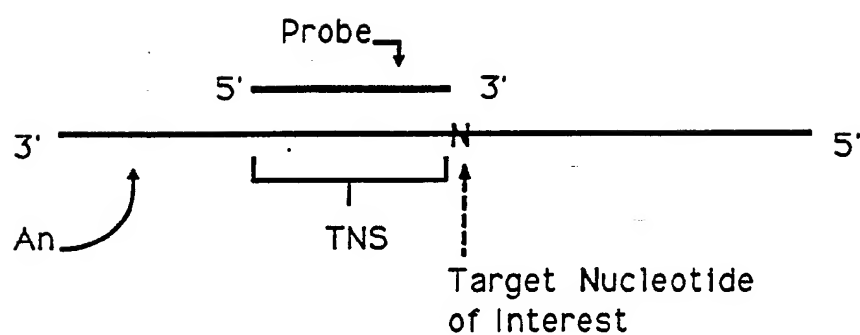 Probe
5' 3'
3' N 5'
An
TNS
Target Nucleotide
of Interest